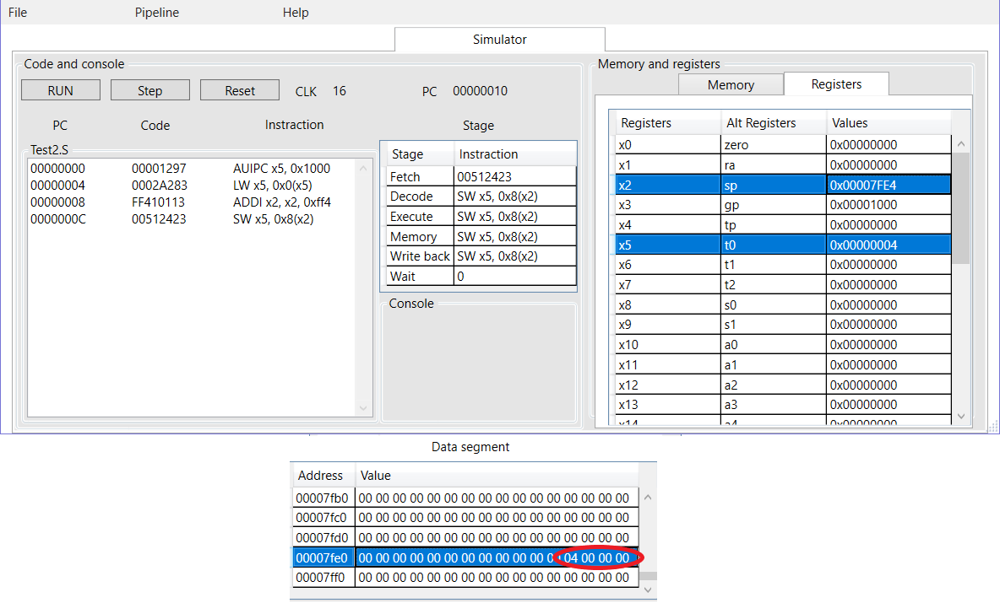 File Pipeline Help
Simulator
Code and console
RUN Step Reset CLK 16 PC 00000010
PC Code Instraction
Test2.S
00000000 00001297 AUIPC x5, 0x1000
00000004 0002A283 LW x5, 0x0(x5)
00000008 FF410113 ADDI x2, x2, 0xff4
0000000C 00512423 SW x5, 0x8(x2)
Stage
Stage Instraction
Fetch 00512423
Decode SW x5, 0x8(x2)
Execute SW x5, 0x8(x2)
Memory SW x5, 0x8(x2)
Write back SW x5, 0x8(x2)
Wait 0
Console
Memory and registers
Memory Registers
Registers Alt Registers Values
x0 zero 0x00000000
x1 ra 0x00000000
x2 sp 0x00007FE4
x3 gp 0x00001000
x4 tp 0x00000000
x5 t0 0x00000004
x6 t1 0x00000000
x7 t2 0x00000000
x8 s0 0x00000000
x9 s1 0x00000000
x10 a0 0x00000000
x11 a1 0x00000000
x12 a2 0x00000000
x13 a3 0x00000000
x14 a4 0x00000000
Data segment
Address Value
00007fb0 00 00 00 00 00 00 00 00 00 00 00 00 00 00 00 00
00007fc0 00 00 00 00 00 00 00 00 00 00 00 00 00 00 00 00
00007fd0 00 00 00 00 00 00 00 00 00 00 00 00 00 00 00 00
00007fe0 00 00 00 00 00 00 00 00 00 00 00 00 04 00 00 00
00007ff0 00 00 00 00 00 00 00 00 00 00 00 00 00 00 00 00